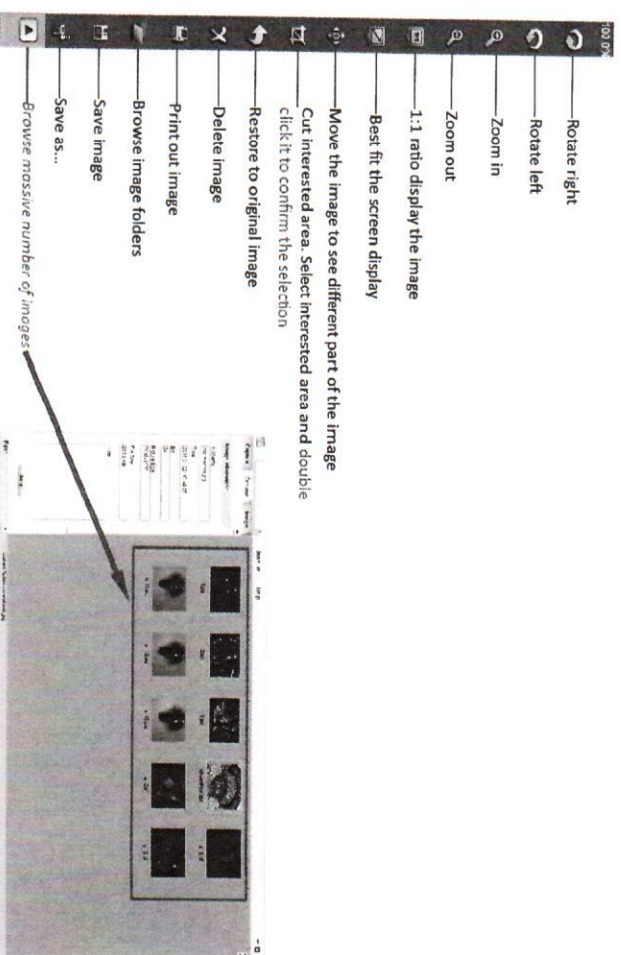 100.0%
Rotate right
Rotate left
Zoom in
Zoom out
1:1 ratio display the image
Best fit the screen display
Move the image to see different part of the image
Cut interested area. Select interested area and double
click it to confirm the selection
Restore to original image
Delete image
Print out image
Browse image folders
Save image
Save as...
Browse massive number of images